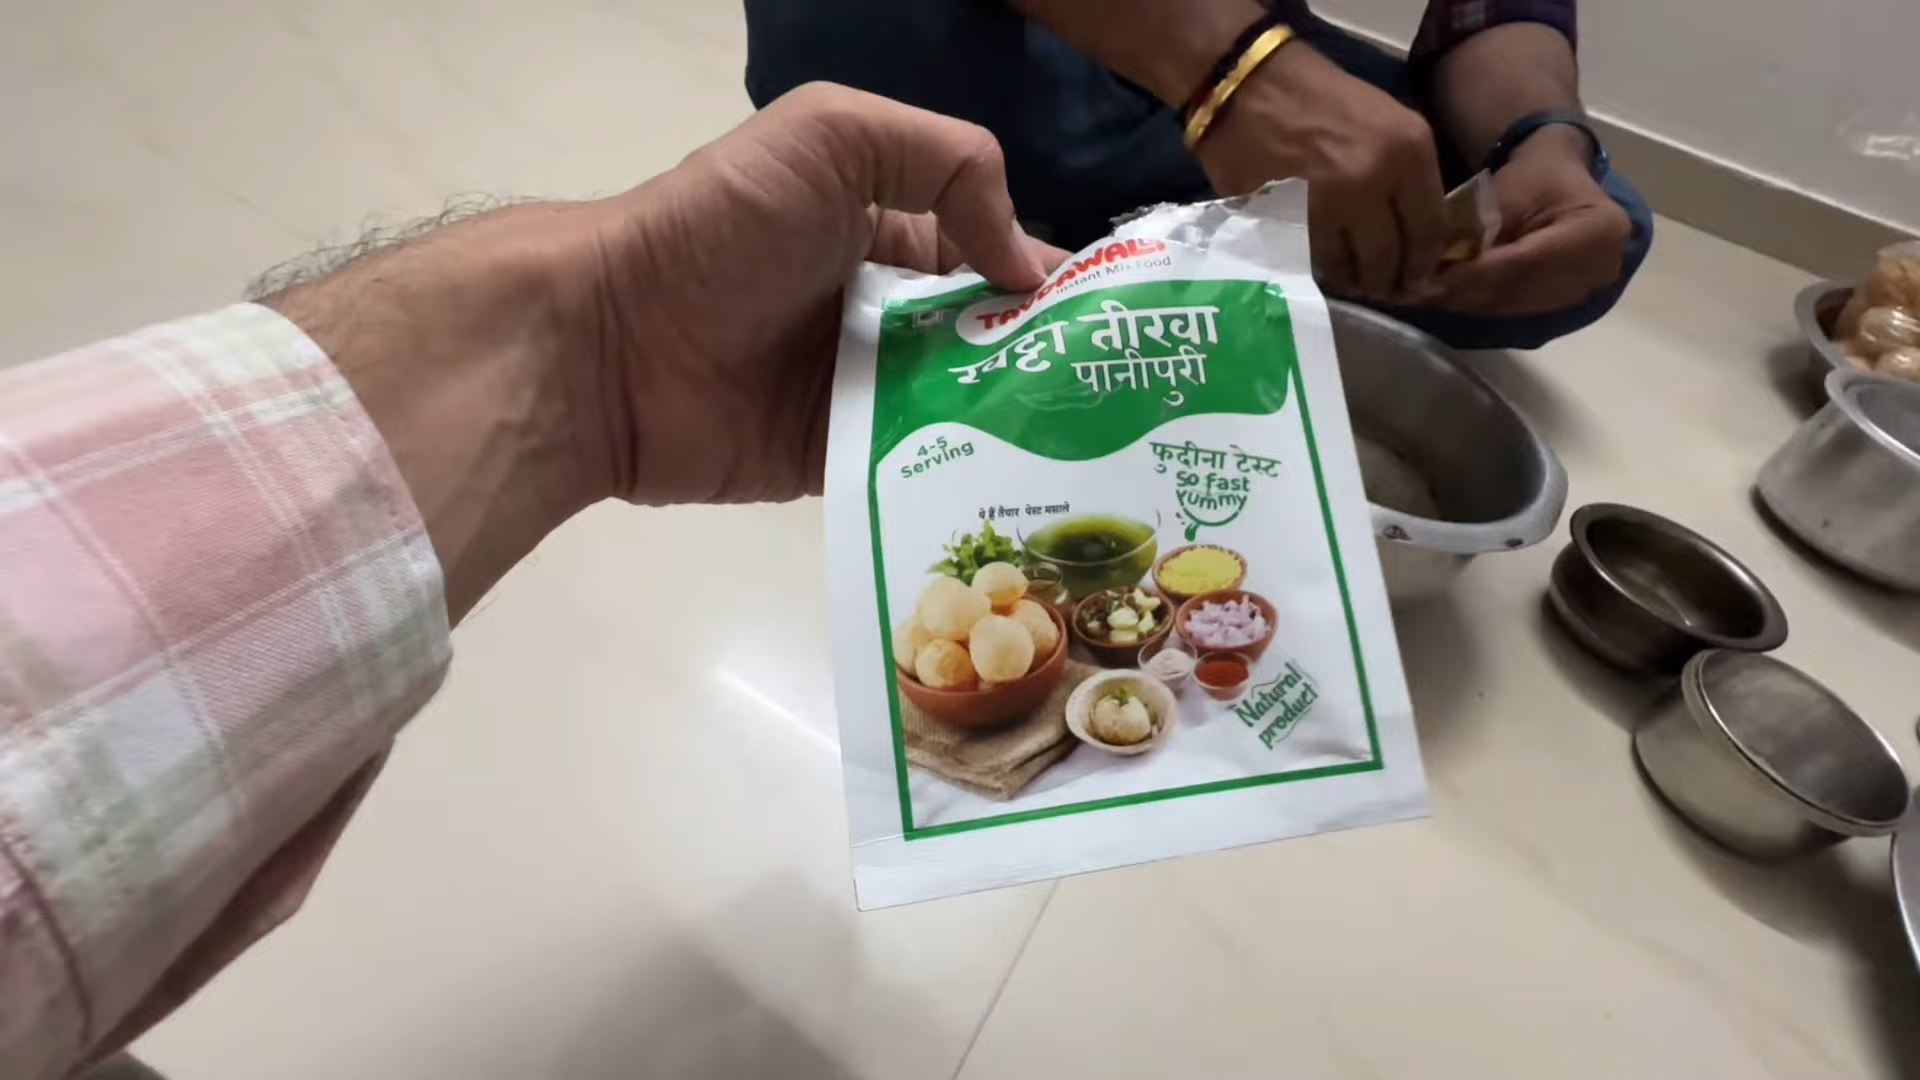 Instant Mix Food
खट्टा तीखा
पानीपुरी
4-5
Serving
फुदीना टेस्ट
So fast
Yummy
ये हैं तैयार पेस्ट मसाले
Natural
product